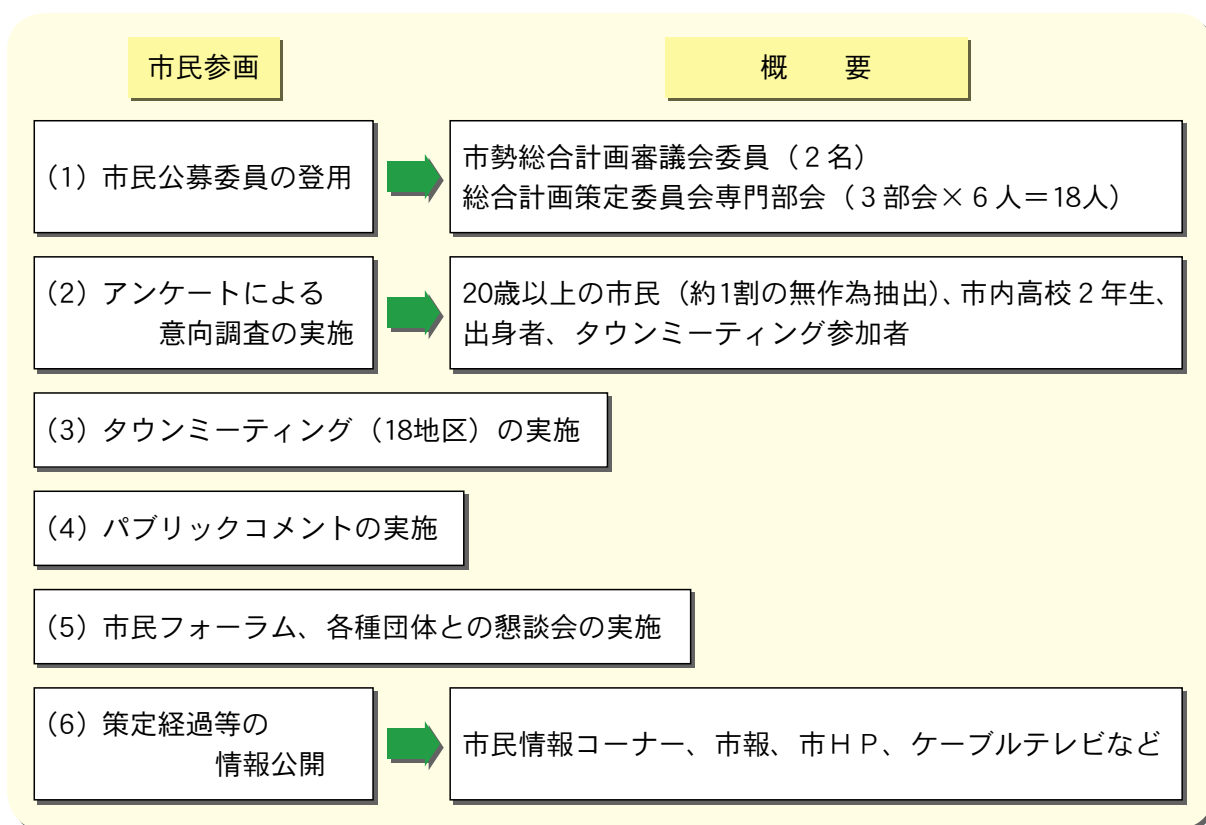 市民参画
概　要
(1) 市民公募委員の登用
市勢総合計画審議会委員（2名）
総合計画策定委員会専門部会（3部会×6人＝18人）
(2) アンケートによる
意向調査の実施
20歳以上の市民（約1割の無作為抽出）、市内高校2年生、
出身者、タウンミーティング参加者
(3) タウンミーティング（18地区）の実施
(4) パブリックコメントの実施
(5) 市民フォーラム、各種団体との懇談会の実施
(6) 策定経過等の
情報公開
市民情報コーナー、市報、市ＨＰ、ケーブルテレビなど